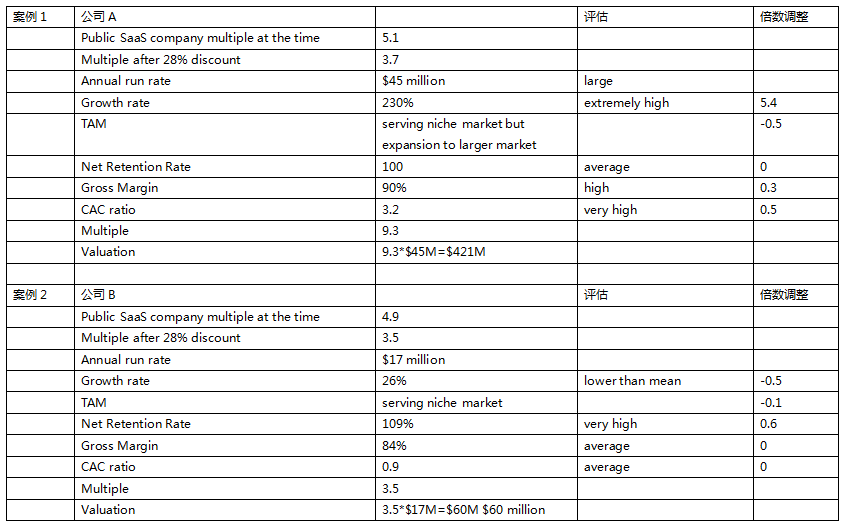 案例 1 公司 A 评估 倍数调整
Public SaaS company multiple at the time 5.1
Multiple after 28% discount 3.7
Annual run rate $45 million large
Growth rate 230% extremely high 5.4
TAM serving niche market but -0.5
expansion to larger market
Net Retention Rate 100 average 0
Gross Margin 90% high 0.3
CAC ratio 3.2 very high 0.5
Multiple 9.3
Valuation 9.3*$45M=$421M
案例 2 公司 B 评估 倍数调整
Public SaaS company multiple at the time 4.9
Multiple after 28% discount 3.5
Annual run rate $17 million
Growth rate 26% lower than mean -0.5
TAM serving niche market -0.1
Net Retention Rate 109% very high 0.6
Gross Margin 84% average 0
CAC ratio 0.9 average 0
Multiple 3.5
Valuation 3.5*$17M=$60M $60 million